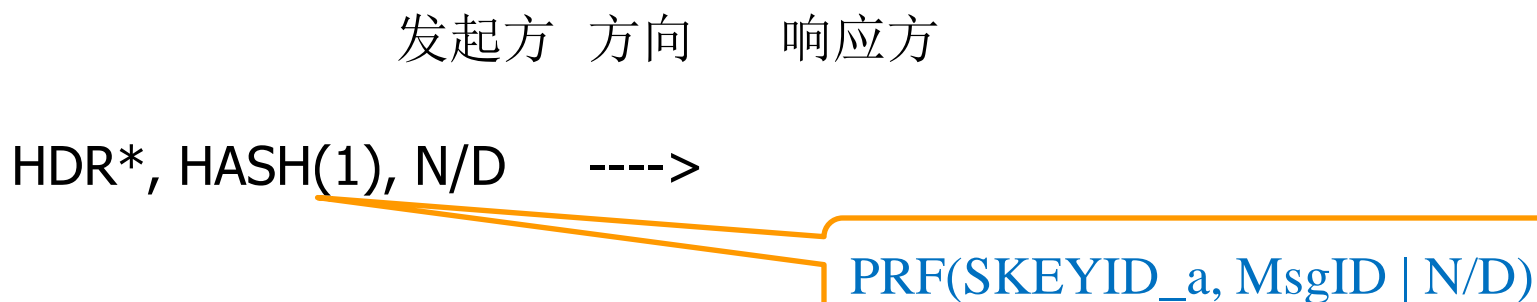 发起方 方向 响应方
HDR*, HASH(1), N/D ---->
PRF(SKEYID_a, MsgID | N/D)